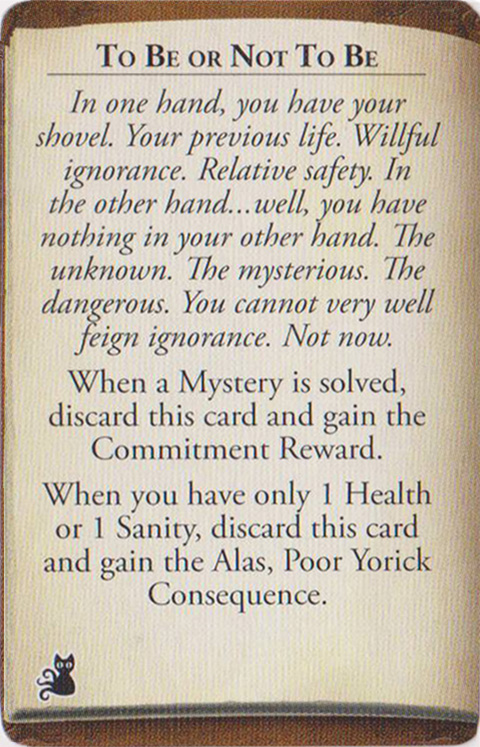 To Be or Not To Be
In one hand, you have your
shovel. Your previous life. Willful
ignorance. Relative safety. In
the other hand...well, you have
nothing in your other hand. The
unknown. The mysterious. The
dangerous. You cannot very well
feign ignorance. Not now.
When a Mystery is solved,
discard this card and gain the
Commitment Reward.
When you have only 1 Health
or 1 Sanity, discard this card
and gain the Alas, Poor Yorick
Consequence.